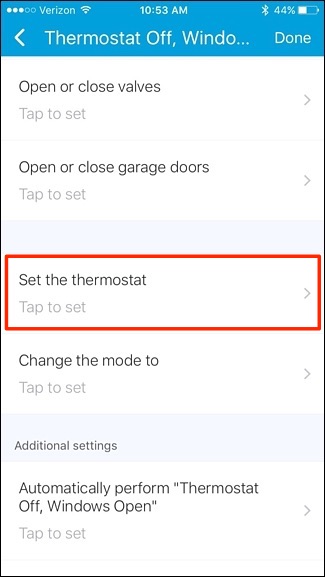 Verizon 10:53 AM 44%
Thermostat Off, Windo... Done
Open or close valves
Tap to set
Open or close garage doors
Tap to set
Set the thermostat
Tap to set
Change the mode to
Tap to set
Additional settings
Automatically perform "Thermostat
Off, Windows Open"
Tap to set